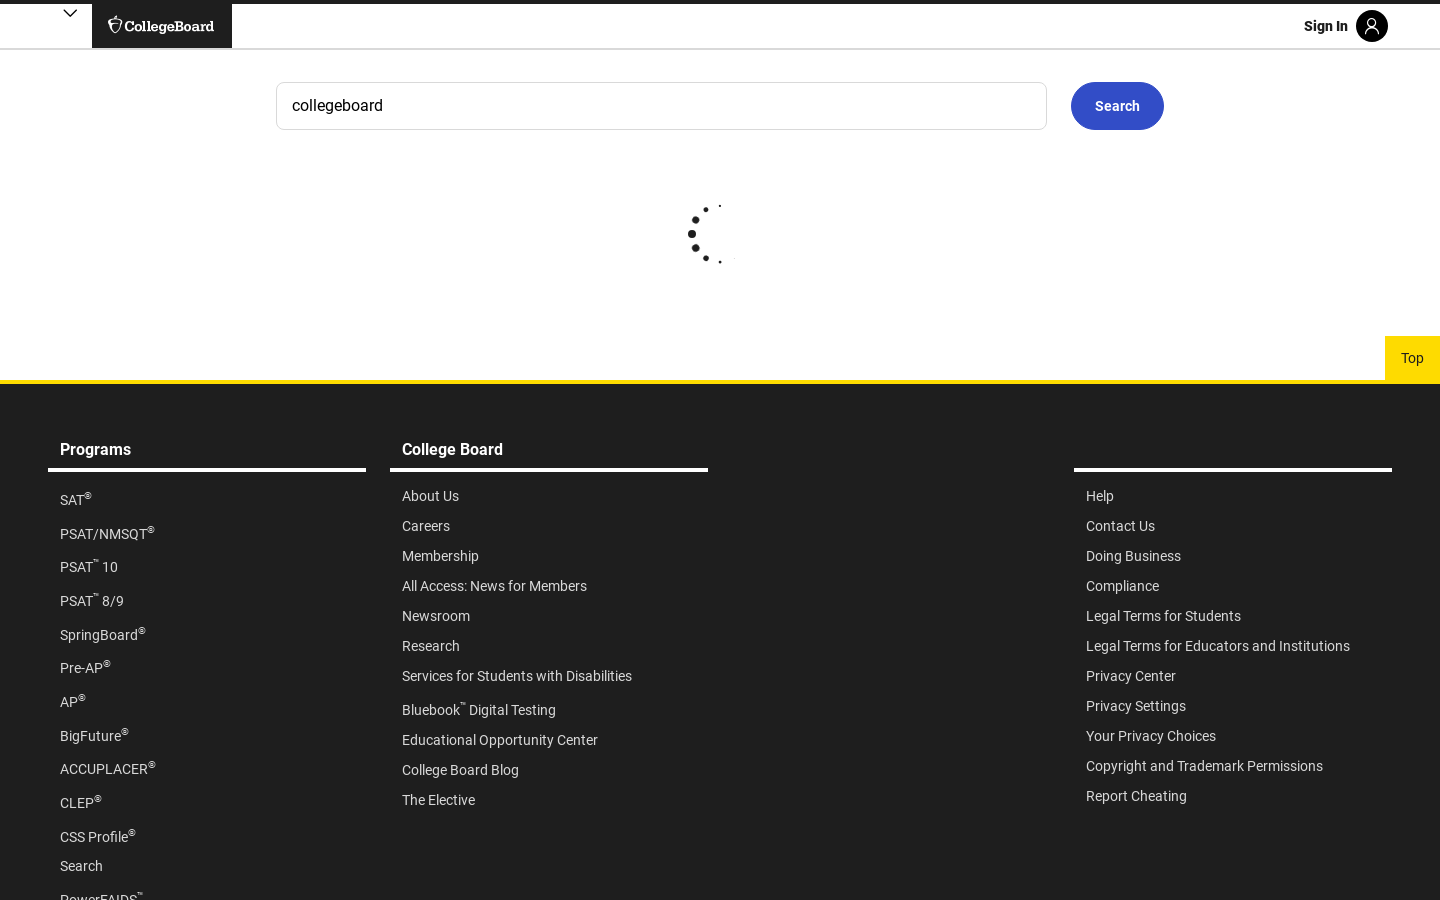 CollegeBoard
Sign In
collegeboard
Search
Top
Programs
SAT®
PSAT/NMSQT®
PSAT™ 10
PSAT™ 8/9
SpringBoard®
Pre-AP®
AP®
BigFuture®
ACCUPLACER®
CLEP®
CSS Profile®
Search
PowerFAIDS™
College Board
About Us
Careers
Membership
All Access: News for Members
Newsroom
Research
Services for Students with Disabilities
Bluebook™ Digital Testing
Educational Opportunity Center
College Board Blog
The Elective
Help
Contact Us
Doing Business
Compliance
Legal Terms for Students
Legal Terms for Educators and Institutions
Privacy Center
Privacy Settings
Your Privacy Choices
Copyright and Trademark Permissions
Report Cheating